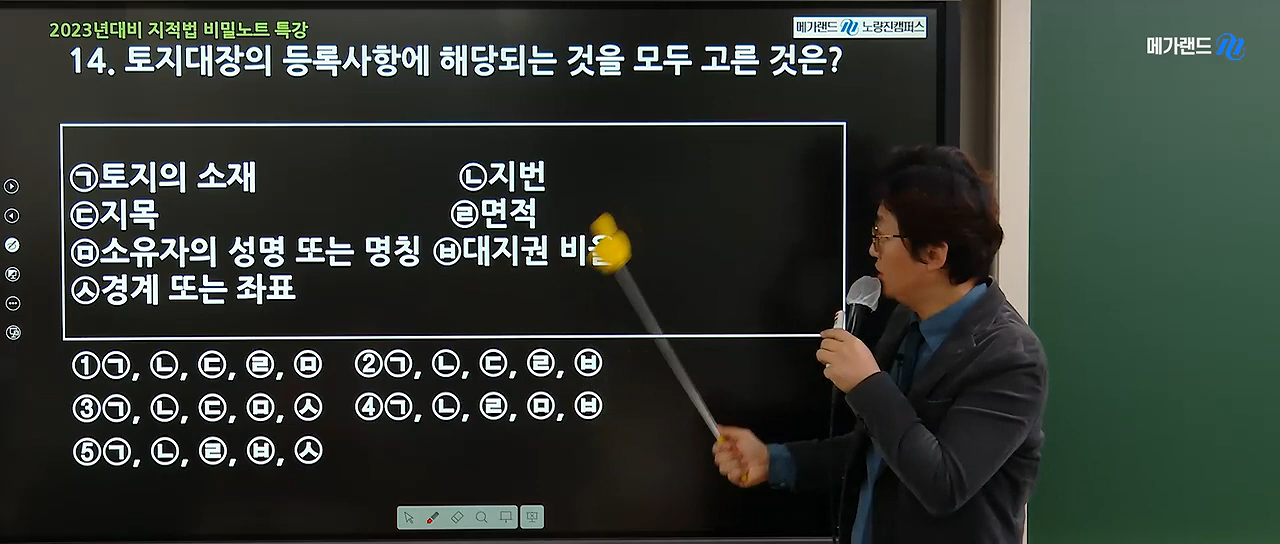 2023년대비 지적법 비밀노트 특강
메가랜드 노량진캠퍼스
메가랜드
14. 토지대장의 등록사항에 해당되는 것을 모두 고른 것은?
㉠토지의 소재 ㉡지번
㉢지목 ㉣면적
㉤소유자의 성명 또는 명칭 ㉥대지권 비율
㉦경계 또는 좌표
①㉠, ㉡, ㉢, ㉣, ㉤ ②㉠, ㉡, ㉢, ㉣, ㉥
③㉠, ㉡, ㉢, ㉤, ㉦ ④㉠, ㉡, ㉣, ㉤, ㉥
⑤㉠, ㉡, ㉣, ㉥, ㉦